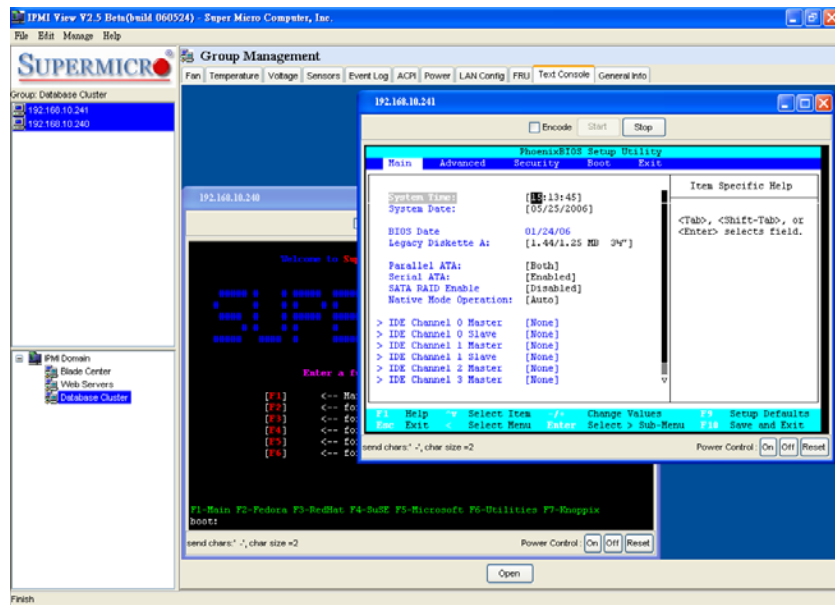 IPMI View V2.5 Beta(build 060524) - Super Micro Computer, Inc.
File Edit Manage Help
SUPERMICRO
Group Management
Fan Temperature Voltage Sensors Event Log ACPI Power LAN Config FRU Text Console General Info
Group: Database Cluster
192.168.10.241
192.168.10.240
192.168.10.241
Encode Start Stop
PhoenixBIOS Setup Utility
Main Advanced Security Boot Exit
Item Specific Help
System Time: [15:13:45]
System Date: [05/25/2006]
<Tab>, <Shift-Tab>, or
<Enter> selects field.
BIOS Date 01/24/06
Legacy Diskette A: [1.44/1.25 MB 3½"]
Parallel ATA: [Both]
Serial ATA: [Enabled]
SATA RAID Enable [Disabled]
Native Mode Operation: [Auto]
> IDE Channel 0 Master [None]
> IDE Channel 0 Slave [None]
> IDE Channel 1 Master [None]
> IDE Channel 1 Slave [None]
> IDE Channel 2 Master [None]
> IDE Channel 3 Master [None]
F1 Help Select Item -/+ Change Values F9 Setup Defaults
Esc Exit < Select Menu Enter Select > Sub-Menu F10 Save and Exit
send chars:' -', char size =2
Power Control : On Off Reset
192.168.10.240
Welcome to
SUPE
Enter a
[F1] <--
[F2] <-- fo
[F3] <-- fo
[F4] <-- fo
[F5] <-- fo
[F6] <-- fo
F1-Main F2-Fedora F3-RedHat F4-SuSE F5-Microsoft F6-Utilities F7-Knoppix
boot:
send chars:' -', char size =2
Power Control : On Off Reset
IPMI Domain
Blade Center
Web Servers
Database Cluster
Open
Finish